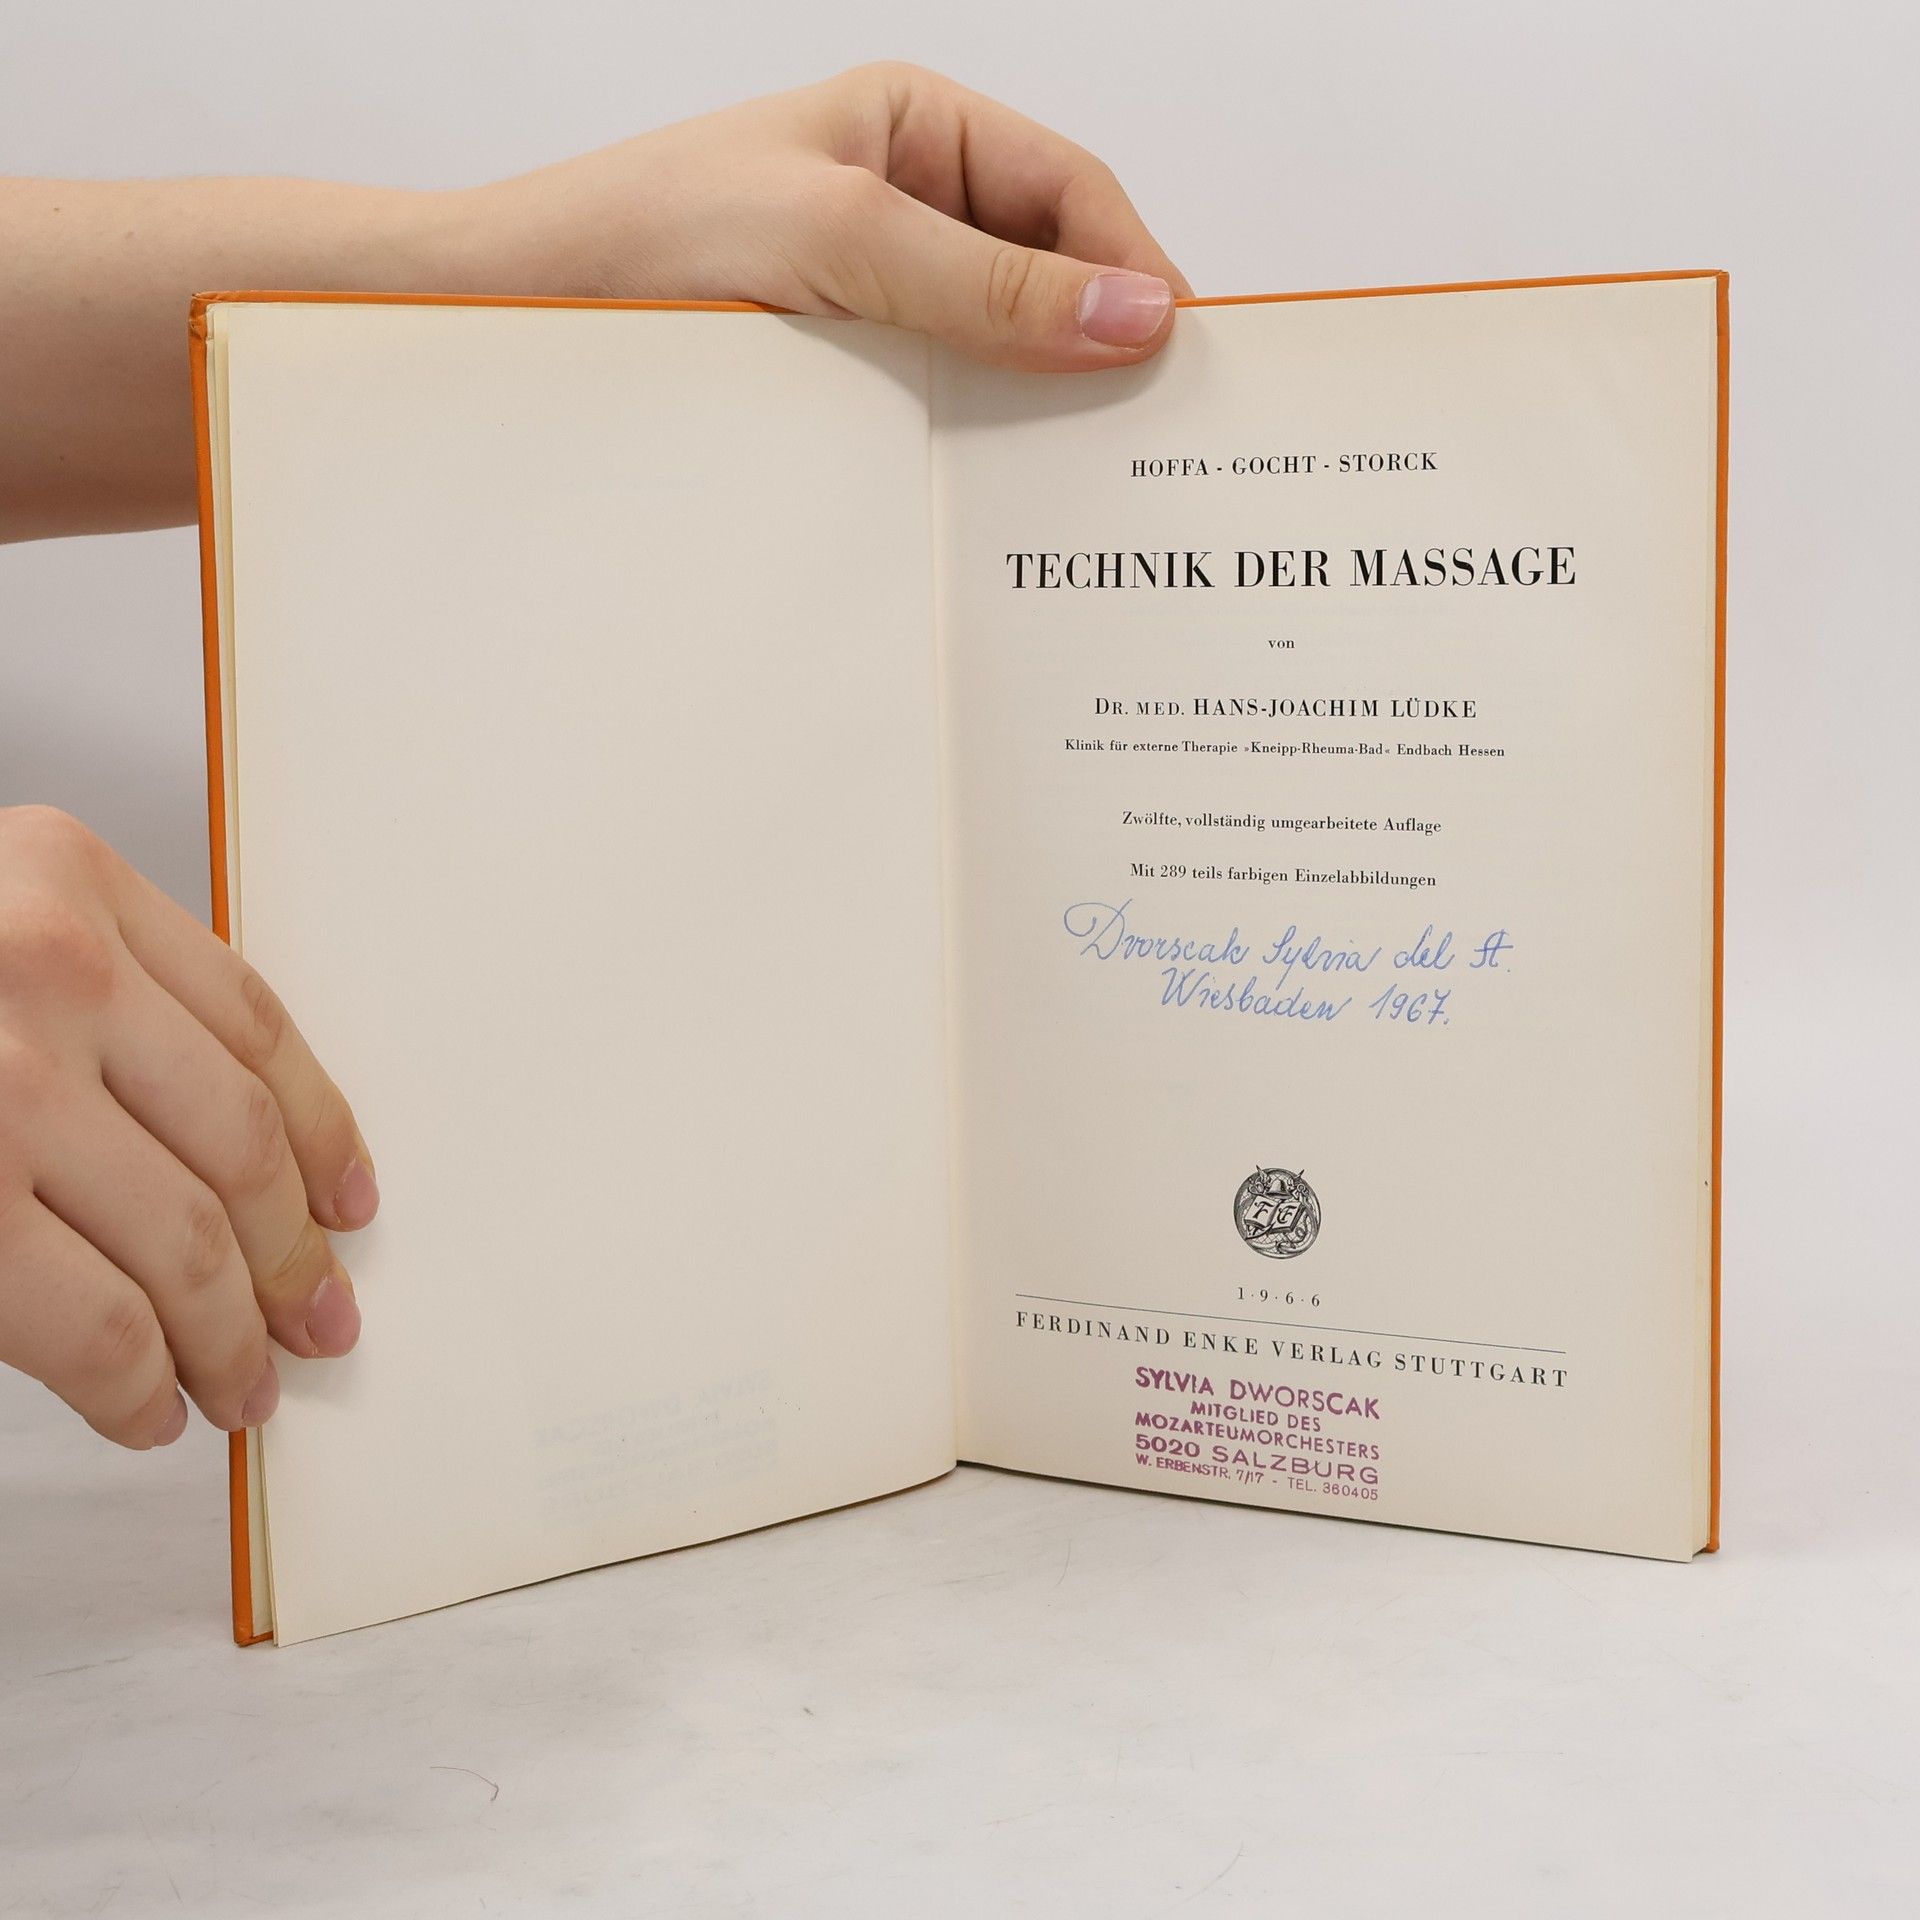 HOFFA - GOCHT - STORCK
TECHNIK DER MASSAGE
von
DR. MED. HANS-JOACHIM LÜDKE
Klinik für externe Therapie »Kneipp-Rheuma-Bad« Endbach Hessen
Zwölfte, vollständig umgearbeitete Auflage
Mit 289 teils farbigen Einzelabbildungen
Dvorscak Sylvia del
Wiesbaden 1967.
F E
1·9·6·6
FERDINAND ENKE VERLAG STUTTGART
SYLVIA DWORSCAK
MITGLIED DES
MOZARTEUMORCHESTERS
5020 SALZBURG
W. ERBENSTR. 7/17 - TEL. 360405